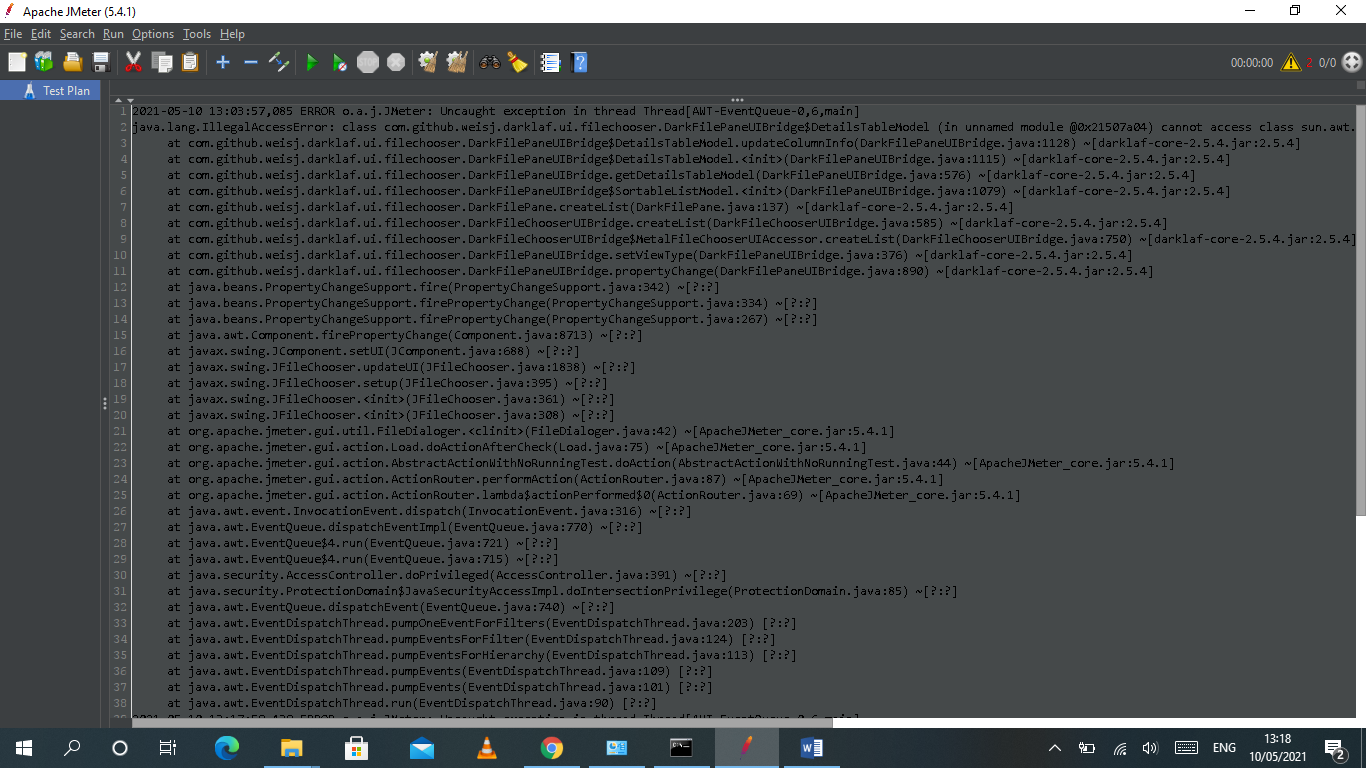 Apache JMeter (5.4.1)
File Edit Search Run Options Tools Help
STOP
00:00:00 2 0/0
Test Plan
1 2021-05-10 13:03:57,085 ERROR o.a.j.JMeter: Uncaught exception in thread Thread[AWT-EventQueue-0,6,main]
2 java.lang.IllegalAccessError: class com.github.weisj.darklaf.ui.filechooser.DarkFilePaneUIBridge$DetailsTableModel (in unnamed module @0x21507a04) cannot access class sun.awt.
3 at com.github.weisj.darklaf.ui.filechooser.DarkFilePaneUIBridge$DetailsTableModel.updateColumnInfo(DarkFilePaneUIBridge.java:1128) ~[darklaf-core-2.5.4.jar:2.5.4]
4 at com.github.weisj.darklaf.ui.filechooser.DarkFilePaneUIBridge$DetailsTableModel.<init>(DarkFilePaneUIBridge.java:1115) ~[darklaf-core-2.5.4.jar:2.5.4]
5 at com.github.weisj.darklaf.ui.filechooser.DarkFilePaneUIBridge.getDetailsTableModel(DarkFilePaneUIBridge.java:576) ~[darklaf-core-2.5.4.jar:2.5.4]
6 at com.github.weisj.darklaf.ui.filechooser.DarkFilePaneUIBridge$SortableListModel.<init>(DarkFilePaneUIBridge.java:1079) ~[darklaf-core-2.5.4.jar:2.5.4]
7 at com.github.weisj.darklaf.ui.filechooser.DarkFilePane.createList(DarkFilePane.java:137) ~[darklaf-core-2.5.4.jar:2.5.4]
8 at com.github.weisj.darklaf.ui.filechooser.DarkFileChooserUIBridge.createList(DarkFileChooserUIBridge.java:585) ~[darklaf-core-2.5.4.jar:2.5.4]
9 at com.github.weisj.darklaf.ui.filechooser.DarkFileChooserUIBridge$MetalFileChooserUIAccessor.createList(DarkFileChooserUIBridge.java:750) ~[darklaf-core-2.5.4.jar:2.5.4]
10 at com.github.weisj.darklaf.ui.filechooser.DarkFilePaneUIBridge.setViewType(DarkFilePaneUIBridge.java:376) ~[darklaf-core-2.5.4.jar:2.5.4]
11 at com.github.weisj.darklaf.ui.filechooser.DarkFilePaneUIBridge.propertyChange(DarkFilePaneUIBridge.java:890) ~[darklaf-core-2.5.4.jar:2.5.4]
12 at java.beans.PropertyChangeSupport.fire(PropertyChangeSupport.java:342) ~[?:?]
13 at java.beans.PropertyChangeSupport.firePropertyChange(PropertyChangeSupport.java:334) ~[?:?]
14 at java.beans.PropertyChangeSupport.firePropertyChange(PropertyChangeSupport.java:267) ~[?:?]
15 at java.awt.Component.firePropertyChange(Component.java:8713) ~[?:?]
16 at javax.swing.JComponent.setUI(JComponent.java:688) ~[?:?]
17 at javax.swing.JFileChooser.updateUI(JFileChooser.java:1838) ~[?:?]
18 at javax.swing.JFileChooser.setup(JFileChooser.java:395) ~[?:?]
19 at javax.swing.JFileChooser.<init>(JFileChooser.java:361) ~[?:?]
20 at javax.swing.JFileChooser.<init>(JFileChooser.java:308) ~[?:?]
21 at org.apache.jmeter.gui.util.FileDialoger.<clinit>(FileDialoger.java:42) ~[ApacheJMeter_core.jar:5.4.1]
22 at org.apache.jmeter.gui.action.Load.doActionAfterCheck(Load.java:75) ~[ApacheJMeter_core.jar:5.4.1]
23 at org.apache.jmeter.gui.action.AbstractActionWithNoRunningTest.doAction(AbstractActionWithNoRunningTest.java:44) ~[ApacheJMeter_core.jar:5.4.1]
24 at org.apache.jmeter.gui.action.ActionRouter.performAction(ActionRouter.java:87) ~[ApacheJMeter_core.jar:5.4.1]
25 at org.apache.jmeter.gui.action.ActionRouter.lambda$actionPerformed$0(ActionRouter.java:69) ~[ApacheJMeter_core.jar:5.4.1]
26 at java.awt.event.InvocationEvent.dispatch(InvocationEvent.java:316) ~[?:?]
27 at java.awt.EventQueue.dispatchEventImpl(EventQueue.java:770) ~[?:?]
28 at java.awt.EventQueue$4.run(EventQueue.java:721) ~[?:?]
29 at java.awt.EventQueue$4.run(EventQueue.java:715) ~[?:?]
30 at java.security.AccessController.doPrivileged(AccessController.java:391) ~[?:?]
31 at java.security.ProtectionDomain$JavaSecurityAccessImpl.doIntersectionPrivilege(ProtectionDomain.java:85) ~[?:?]
32 at java.awt.EventQueue.dispatchEvent(EventQueue.java:740) ~[?:?]
33 at java.awt.EventDispatchThread.pumpOneEventForFilters(EventDispatchThread.java:203) [?:?]
34 at java.awt.EventDispatchThread.pumpEventsForFilter(EventDispatchThread.java:124) [?:?]
35 at java.awt.EventDispatchThread.pumpEventsForHierarchy(EventDispatchThread.java:113) [?:?]
36 at java.awt.EventDispatchThread.pumpEvents(EventDispatchThread.java:109) [?:?]
37 at java.awt.EventDispatchThread.pumpEvents(EventDispatchThread.java:101) [?:?]
38 at java.awt.EventDispatchThread.run(EventDispatchThread.java:90) [?:?]
ERROR o.a.j.JMeter: Uncaught exception in thread Thread[AWT-EventQueue-0,6,main]
ENG
13:18
10/05/2021
2